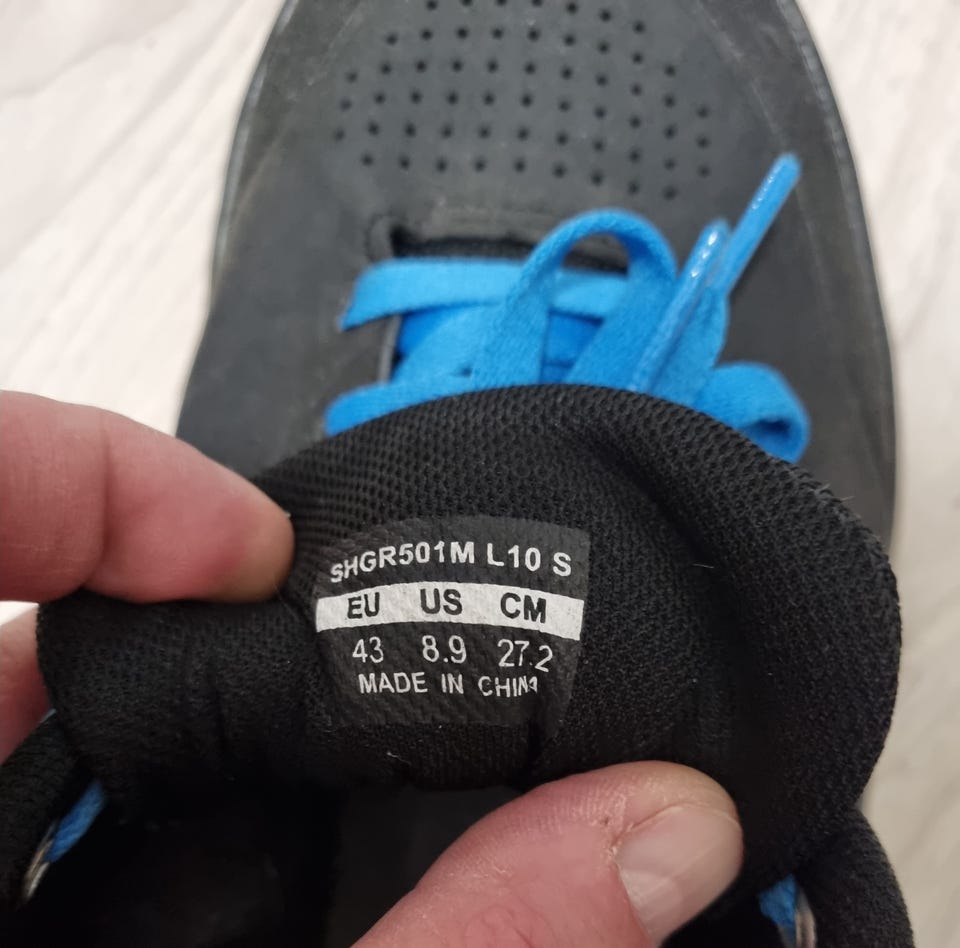 SHGR501M L10 S
EU US CM
43 8.9 27.2
MADE IN CHINA